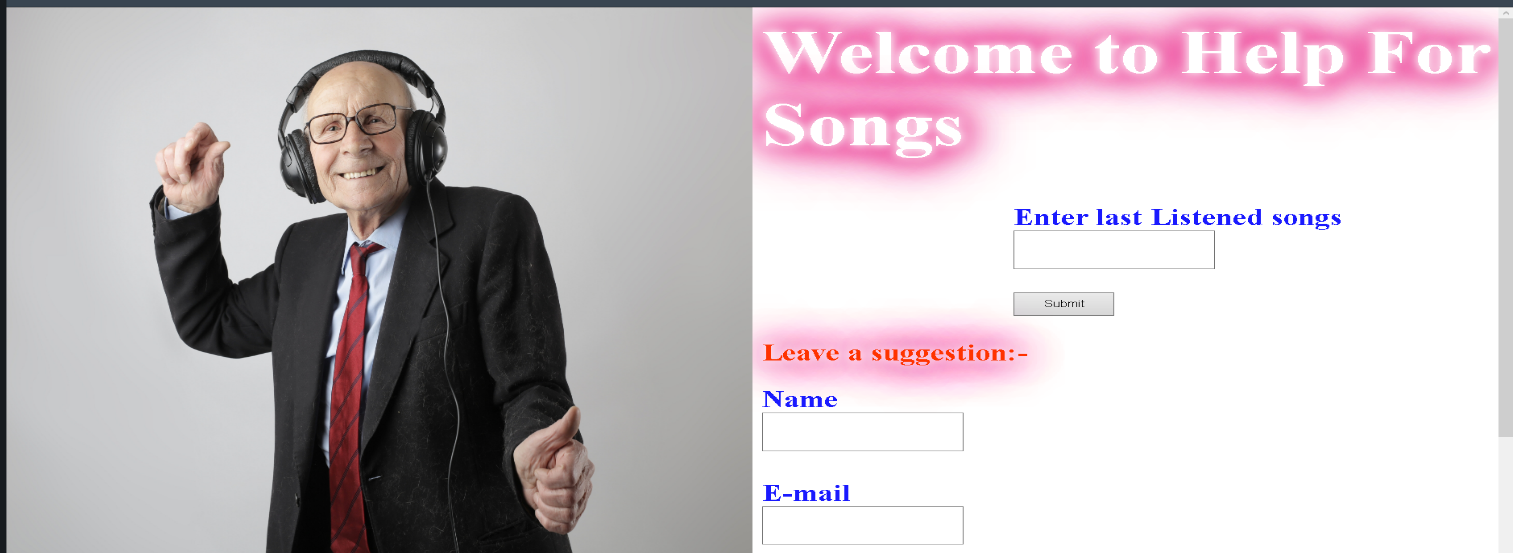 Welcome to Help For
Songs
Enter last Listened songs
Submit
Leave a suggestion:-
Name
E-mail